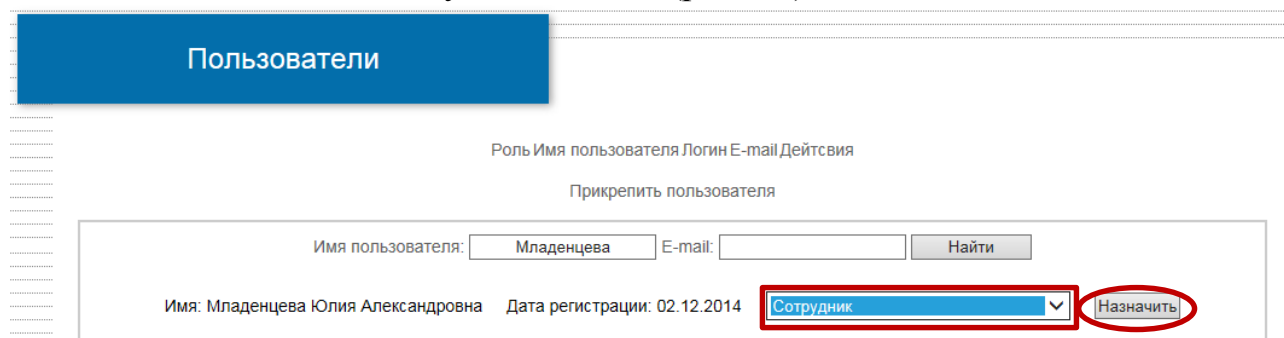 Пользователи
Роль Имя пользователя Логин E-mail Дейтсвия
Прикрепить пользователя
Имя пользователя: Младенцева E-mail: Найти
Имя: Младенцева Юлия Александровна Дата регистрации: 02.12.2014 Сотрудник Назначить